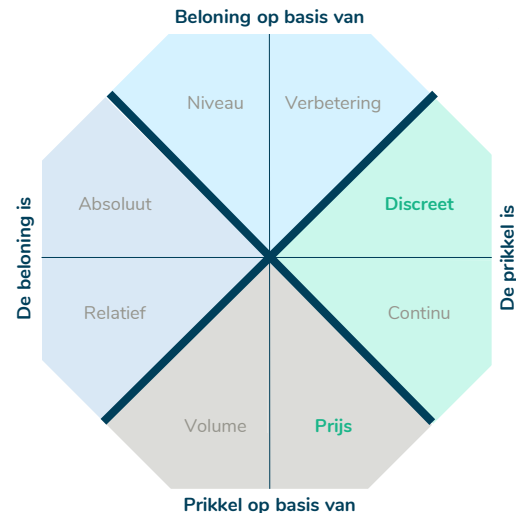 Beloning op basis van
Niveau
Verbetering
Absoluut
Discreet
De beloning is
De prikkel is
Relatief
Continu
Volume
Prijs
Prikkel op basis van